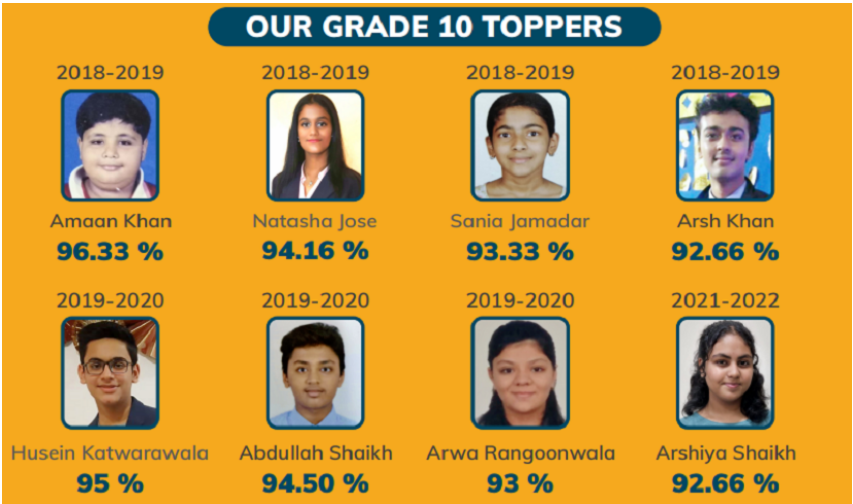 OUR GRADE 10 TOPPERS
2018-2019 2018-2019 2018-2019 2018-2019
Amaan Khan Natasha Jose Sania Jamadar Arsh Khan
96.33 % 94.16 % 93.33 % 92.66 %
2019-2020 2019-2020 2019-2020 2021-2022
Husein Katwarawala Abdullah Shaikh Arwa Rangoonwala Arshiya Shaikh
95 % 94.50 % 93 % 92.66 %